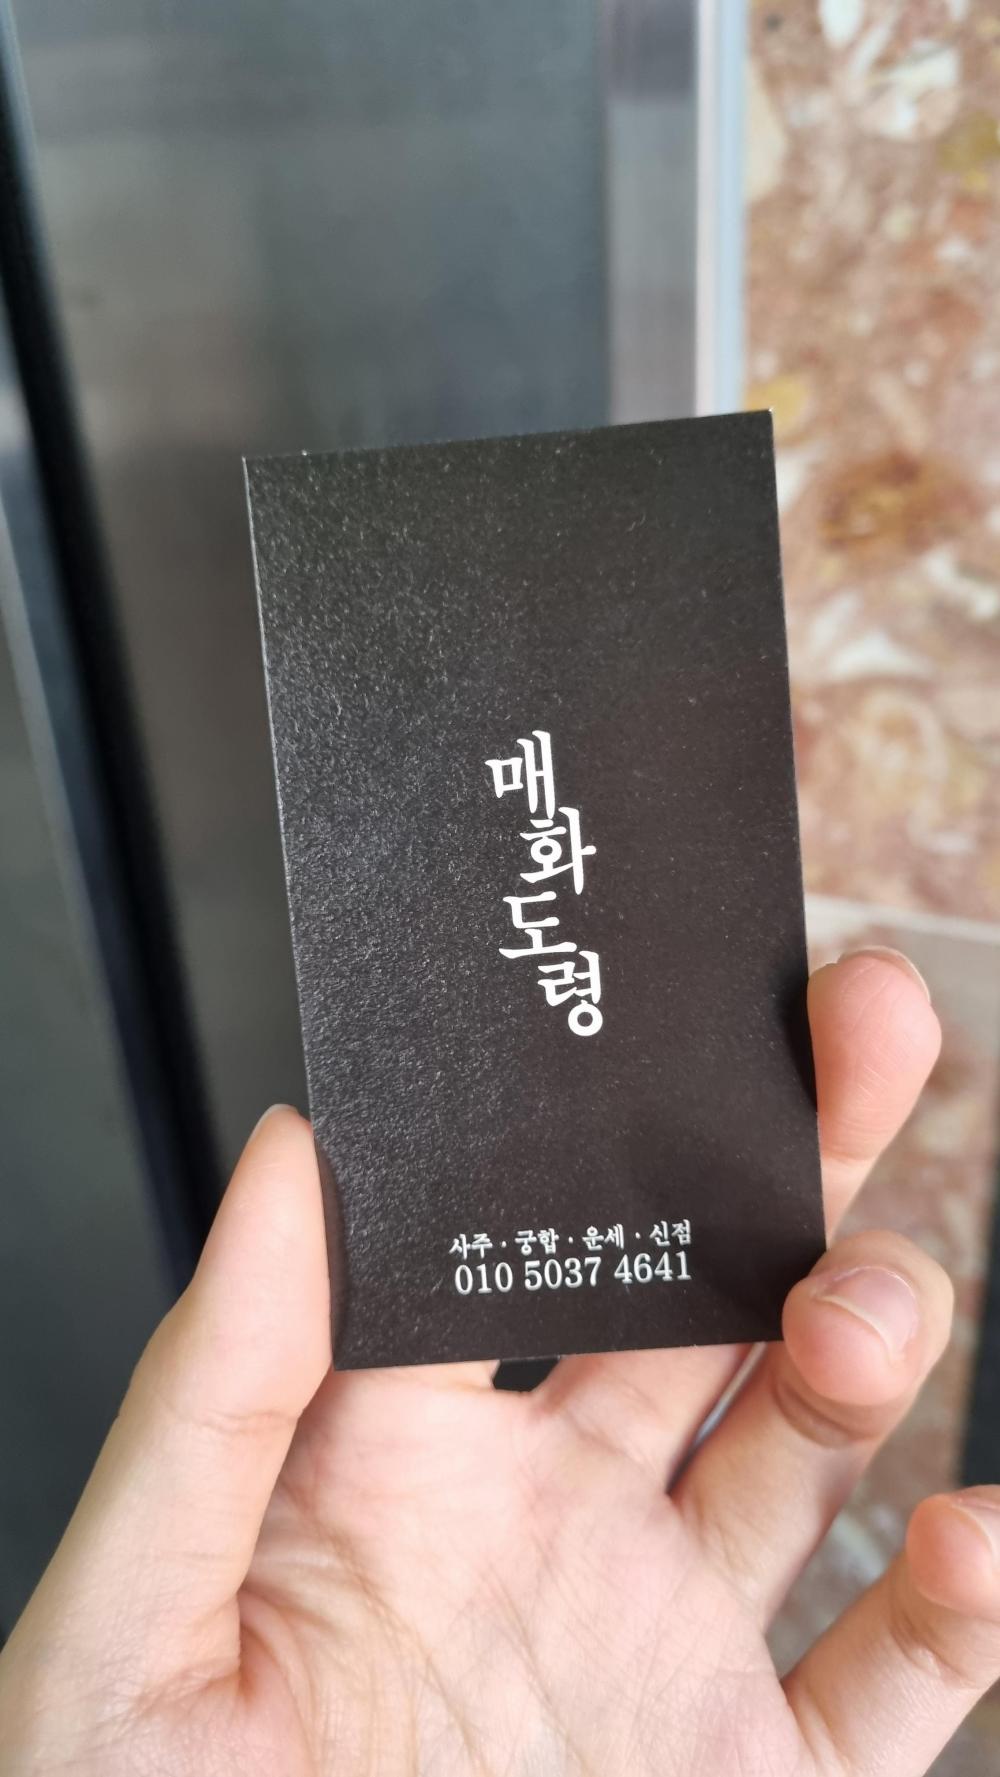 매화도령
사주 · 궁합 · 운세 · 신점
010 5037 4641